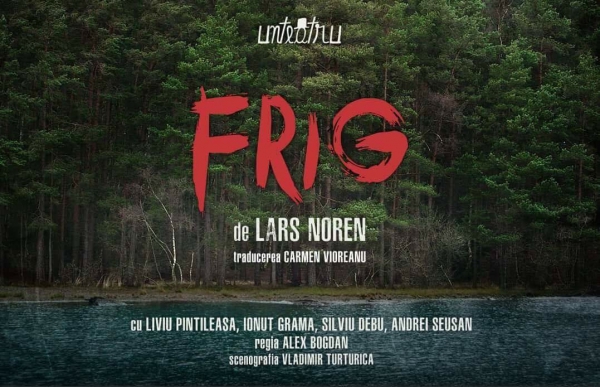 unteatru
FRIG
de LARS NOREN
traducerea CARMEN VIOREANU
cu LIVIU PINTILEASA, IONUT GRAMA, SILVIU DEBU, ANDREI SEUSAN
regia ALEX BOGDAN
scenografia VLADIMIR TURTURICA